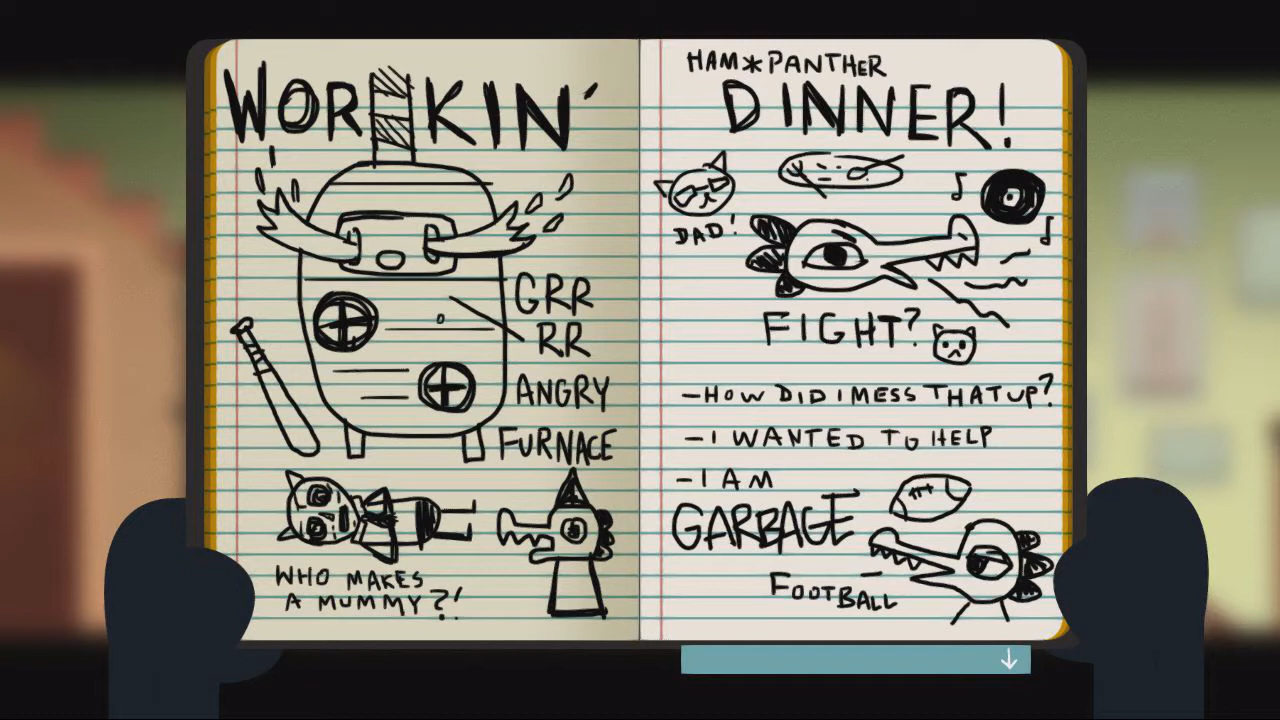 WORKIN'
GRR
RR
ANGRY
FURNACE
WHO MAKES
A MUMMY?!
HAM*PANTHER
DINNER!
DAD!
FIGHT?
-HOW DID I MESS THAT UP?
-I WANTED TO HELP
-I AM
GARBAGE
FOOTBALL